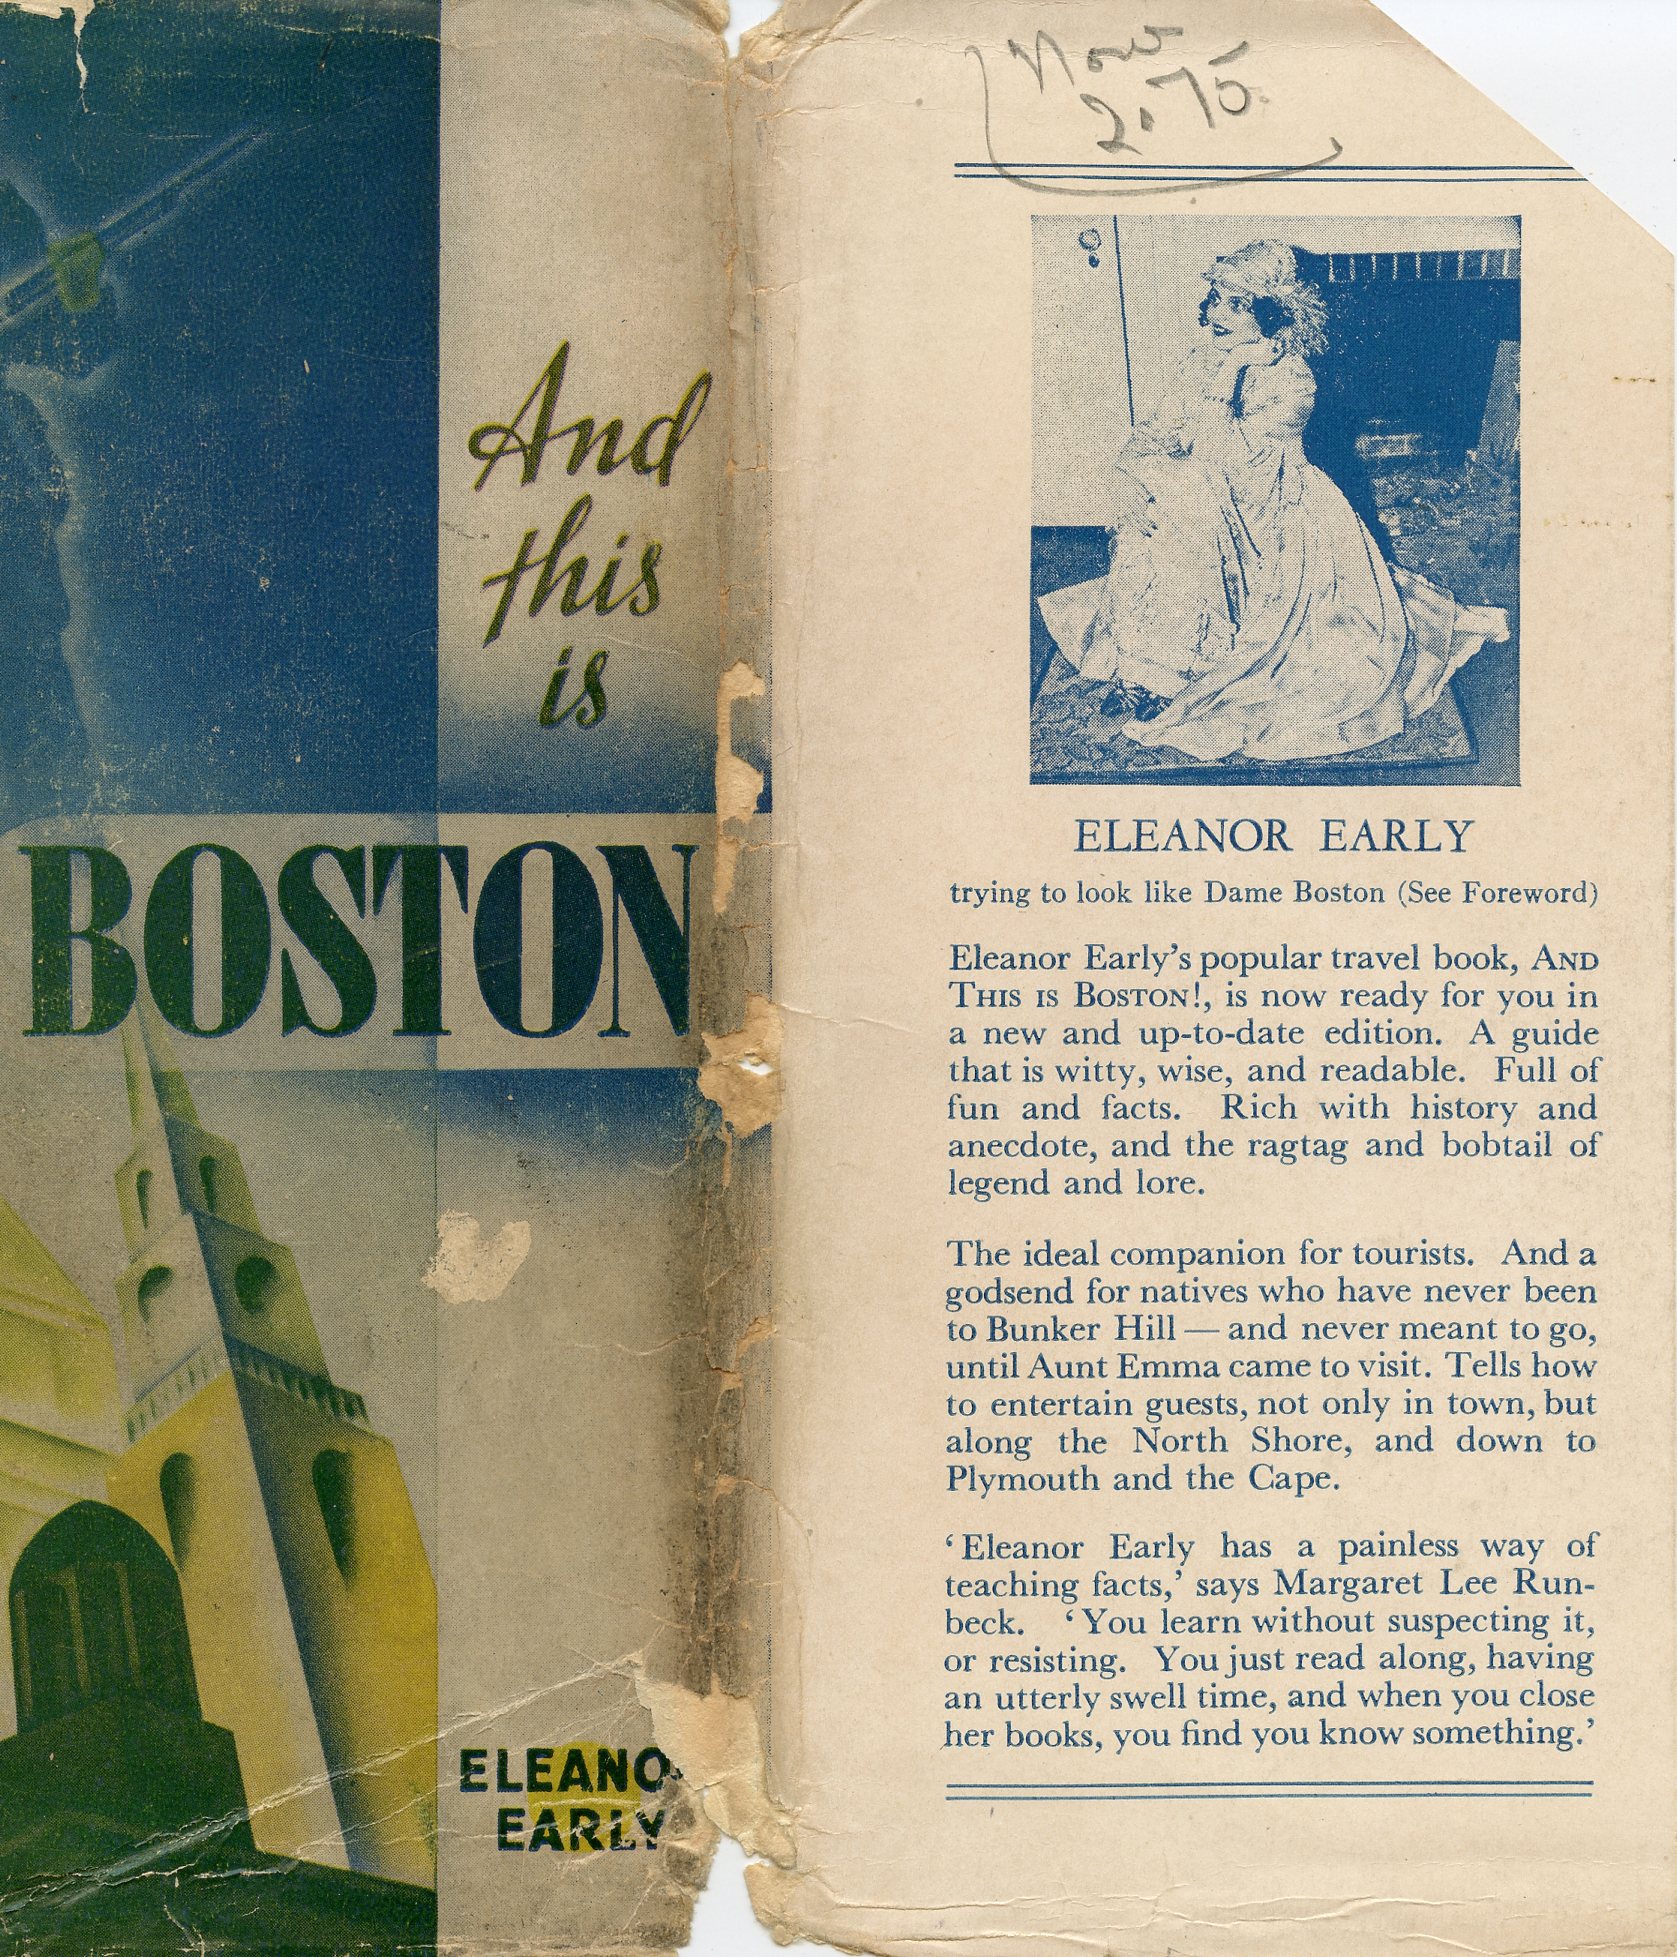 And
this
is
BOSTON
ELEANO
EARLY
2.75
ELEANOR EARLY
trying to look like Dame Boston (See Foreword)
Eleanor Early's popular travel book, AND
THIS IS BOSTON!, is now ready for you in
a new and up-to-date edition. A guide
that is witty, wise, and readable. Full of
fun and facts. Rich with history and
anecdote, and the ragtag and bobtail of
legend and lore.
The ideal companion for tourists. And a
godsend for natives who have never been
to Bunker Hill — and never meant to go,
until Aunt Emma came to visit. Tells how
to entertain guests, not only in town, but
along the North Shore, and down to
Plymouth and the Cape.
‘Eleanor Early has a painless way of
teaching facts,’ says Margaret Lee Run-
beck. ‘You learn without suspecting it,
or resisting. You just read along, having
an utterly swell time, and when you close
her books, you find you know something.’